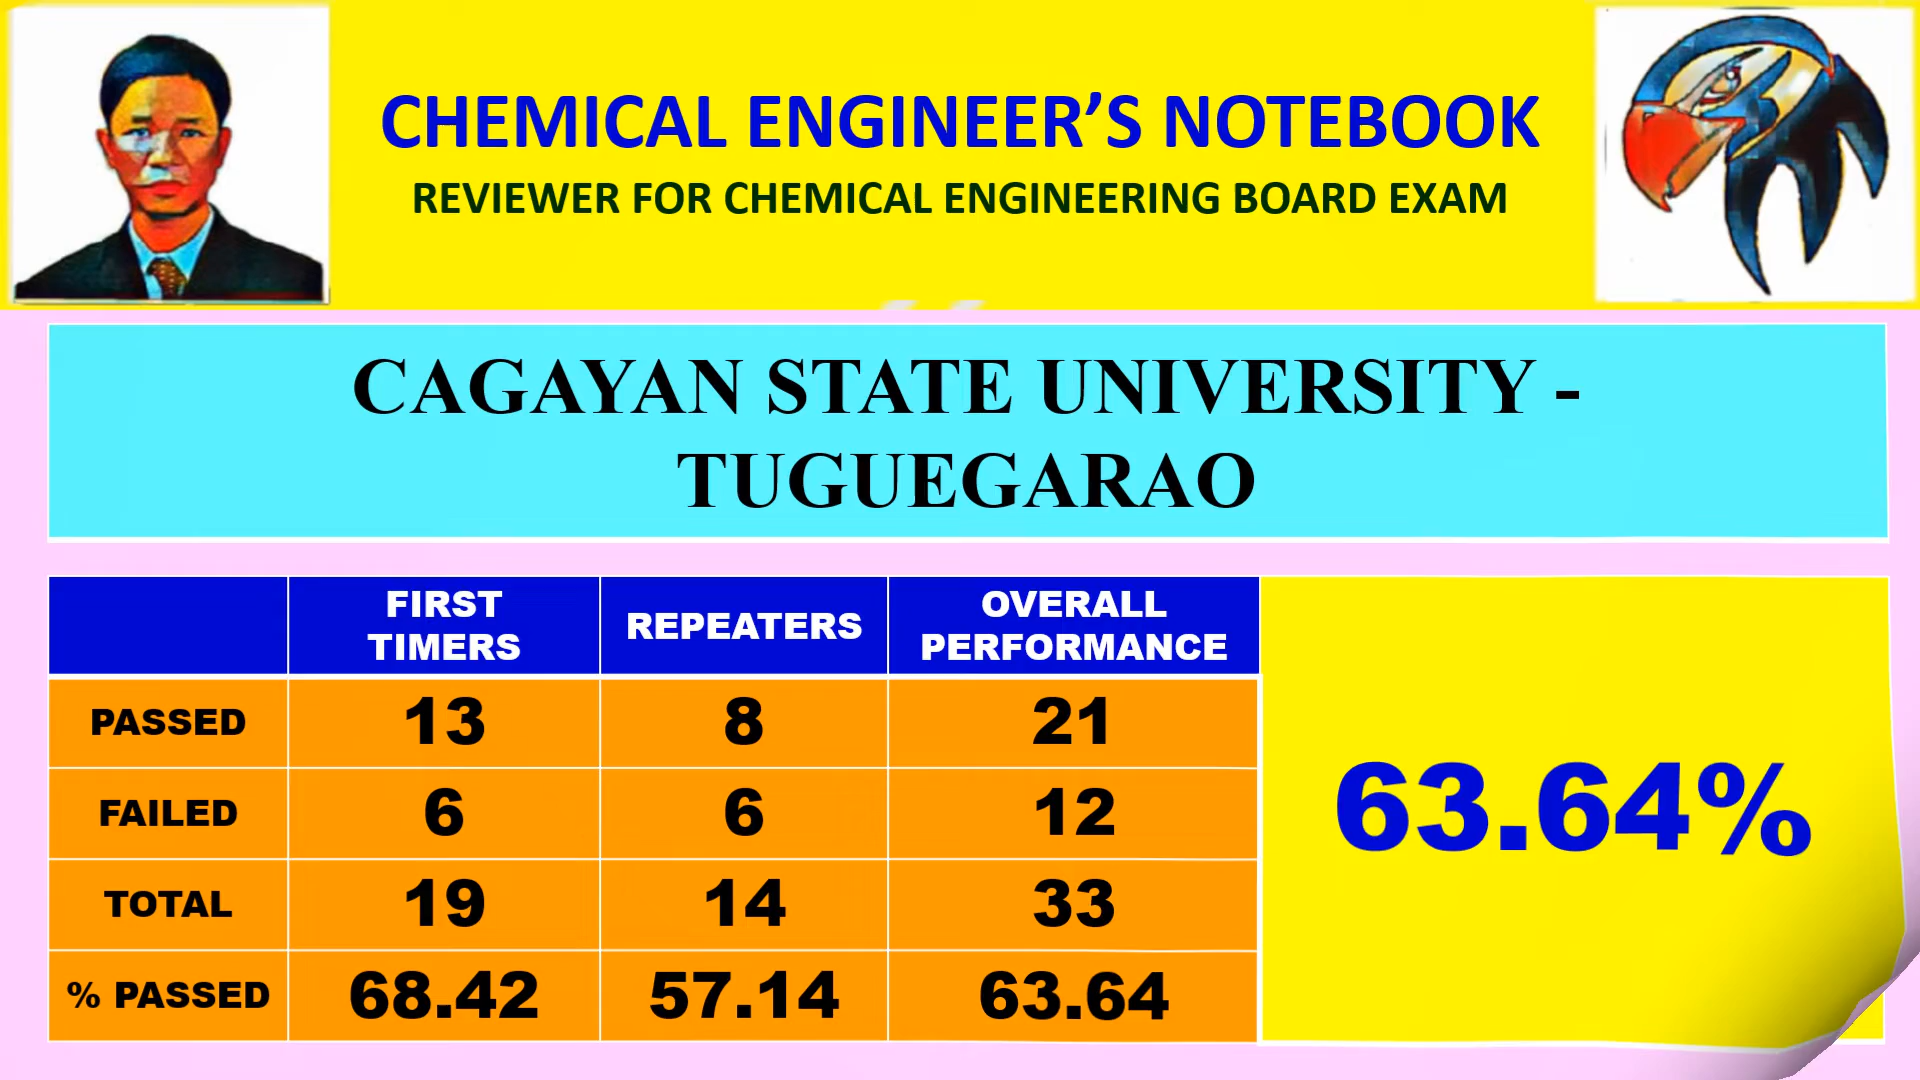 CHEMICAL ENGINEER’S NOTEBOOK
REVIEWER FOR CHEMICAL ENGINEERING BOARD EXAM
CAGAYAN STATE UNIVERSITY -
TUGUEGARAO
FIRST TIMERS REPEATERS OVERALL PERFORMANCE
PASSED 13 8 21
FAILED 6 6 12
TOTAL 19 14 33
% PASSED 68.42 57.14 63.64
63.64%